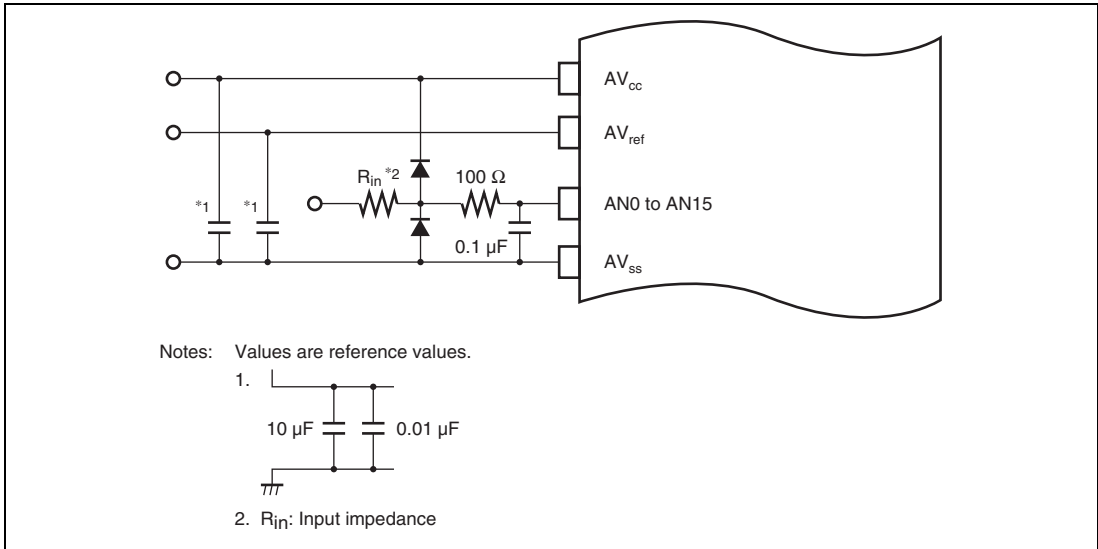 AVcc
AVref
Rin *2
100 Ω
*1
*1
AN0 to AN15
0.1 µF
AVss
Notes: Values are reference values.
1.
10 µF
0.01 µF
2. Rin: Input impedance